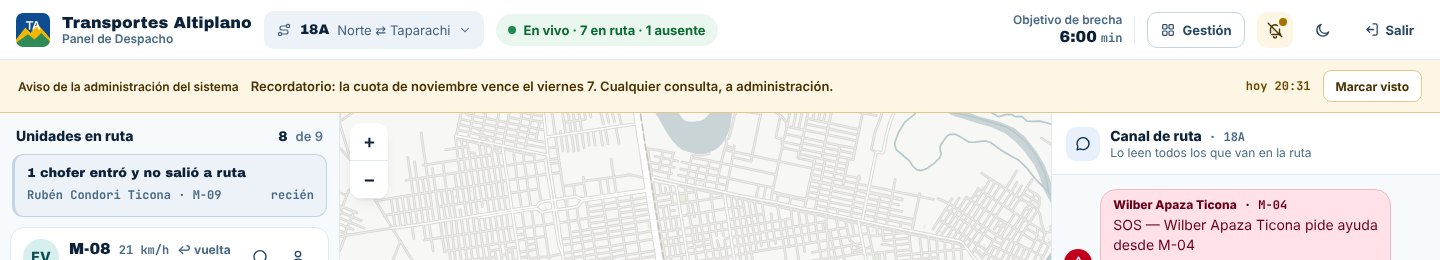 TA
Transportes Altiplano
Panel de Despacho
18A Norte ⇄ Taparachi
En vivo · 7 en ruta · 1 ausente
Objetivo de brecha
6:00 min
Gestión
Salir
Aviso de la administración del sistema Recordatorio: la cuota de noviembre vence el viernes 7. Cualquier consulta, a administración.
hoy 20:31
Marcar visto
Unidades en ruta 8 de 9
1 chofer entró y no salió a ruta
Rubén Condori Ticona · M-09 recién
EV
M-08 21 km/h ↩ vuelta
+
−
Canal de ruta · 18A
Lo leen todos los que van en la ruta
Wilber Apaza Ticona · M-04
SOS — Wilber Apaza Ticona pide ayuda
desde M-04